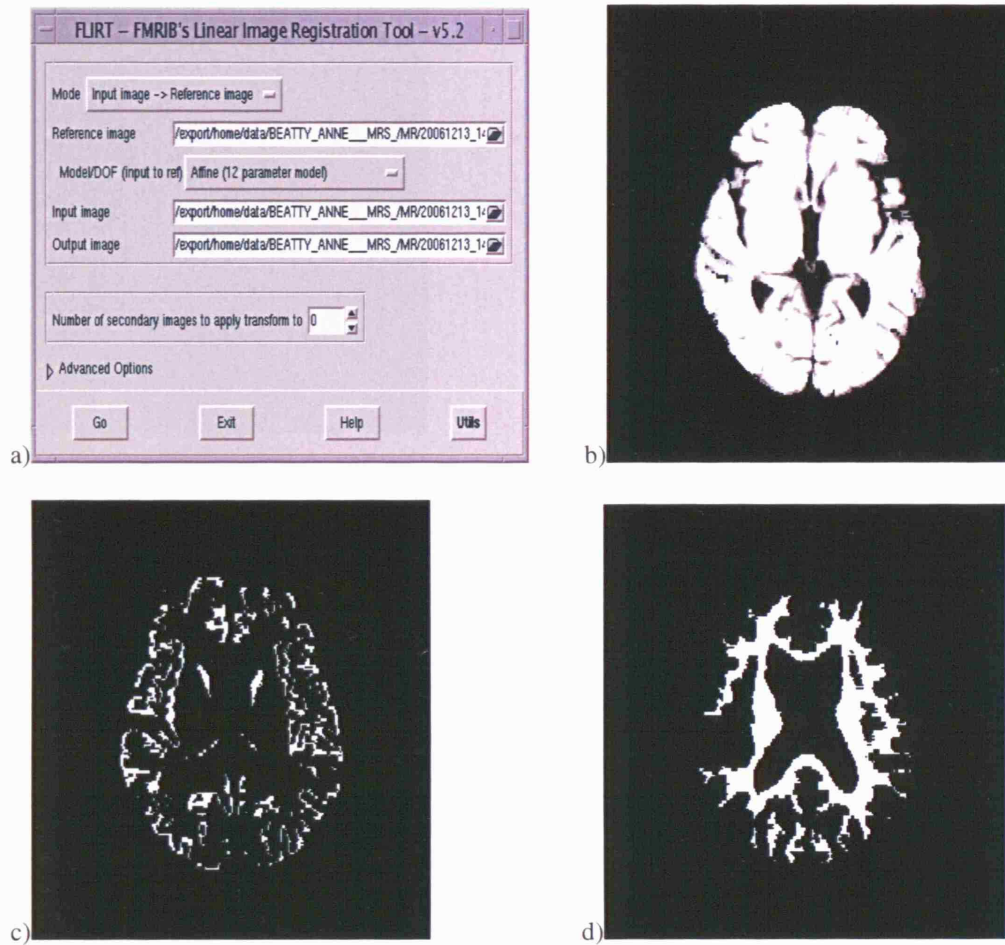 FLIRT – FMRIB's Linear Image Registration Tool – v5.2
Mode Input image -> Reference image
Reference image /export/home/data/BEATTY_ANNE___MRS_/MR/20061213_14
Model/DOF (input to ref) Affine (12 parameter model)
Input image /export/home/data/BEATTY_ANNE___MRS_/MR/20061213_14
Output image /export/home/data/BEATTY_ANNE___MRS_/MR/20061213_14
Number of secondary images to apply transform to 0
Advanced Options
Go Exit Help Utils
a)
b)
c)
d)